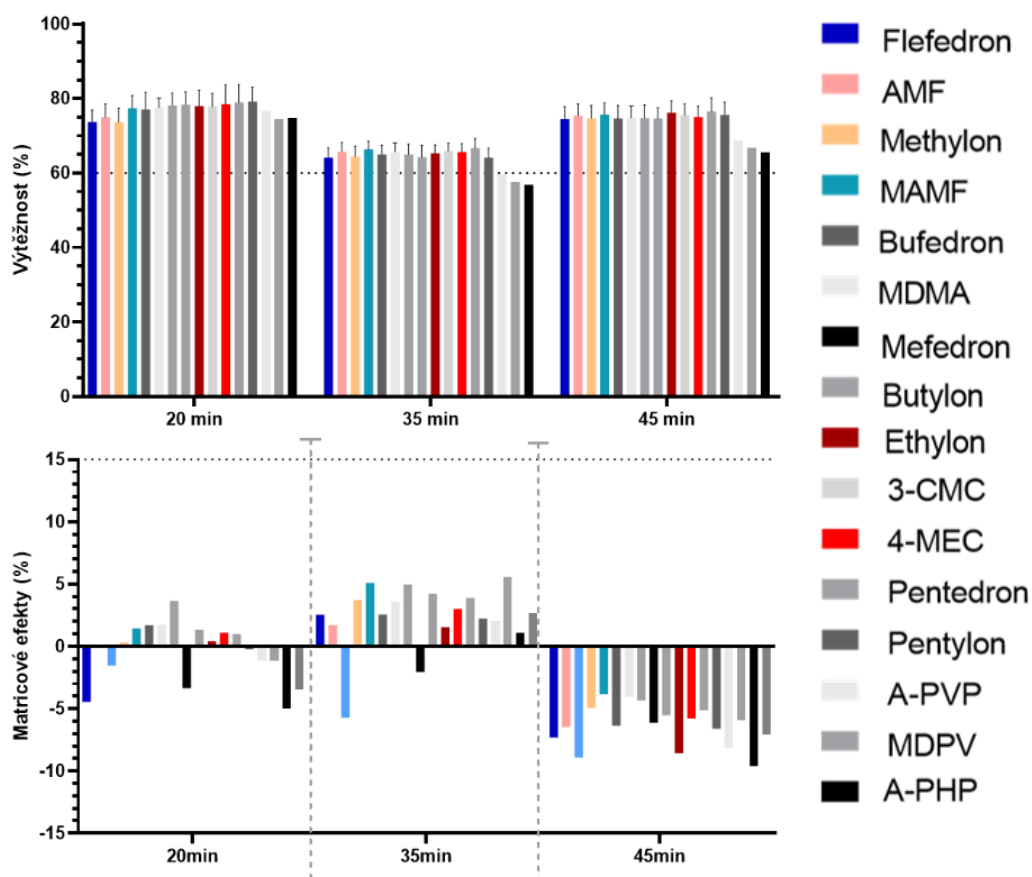 100
80
60
40
20
0
Výtěžnost (%)
20 min
35 min
45 min
15
10
5
0
-5
-10
-15
Matricové efekty (%)
20min
35min
45min
Flefedron
AMF
Methylon
MAMF
Bufedron
MDMA
Mefedron
Butylon
Ethylon
3-CMC
4-MEC
Pentedron
Pentylon
A-PVP
MDPV
A-PHP